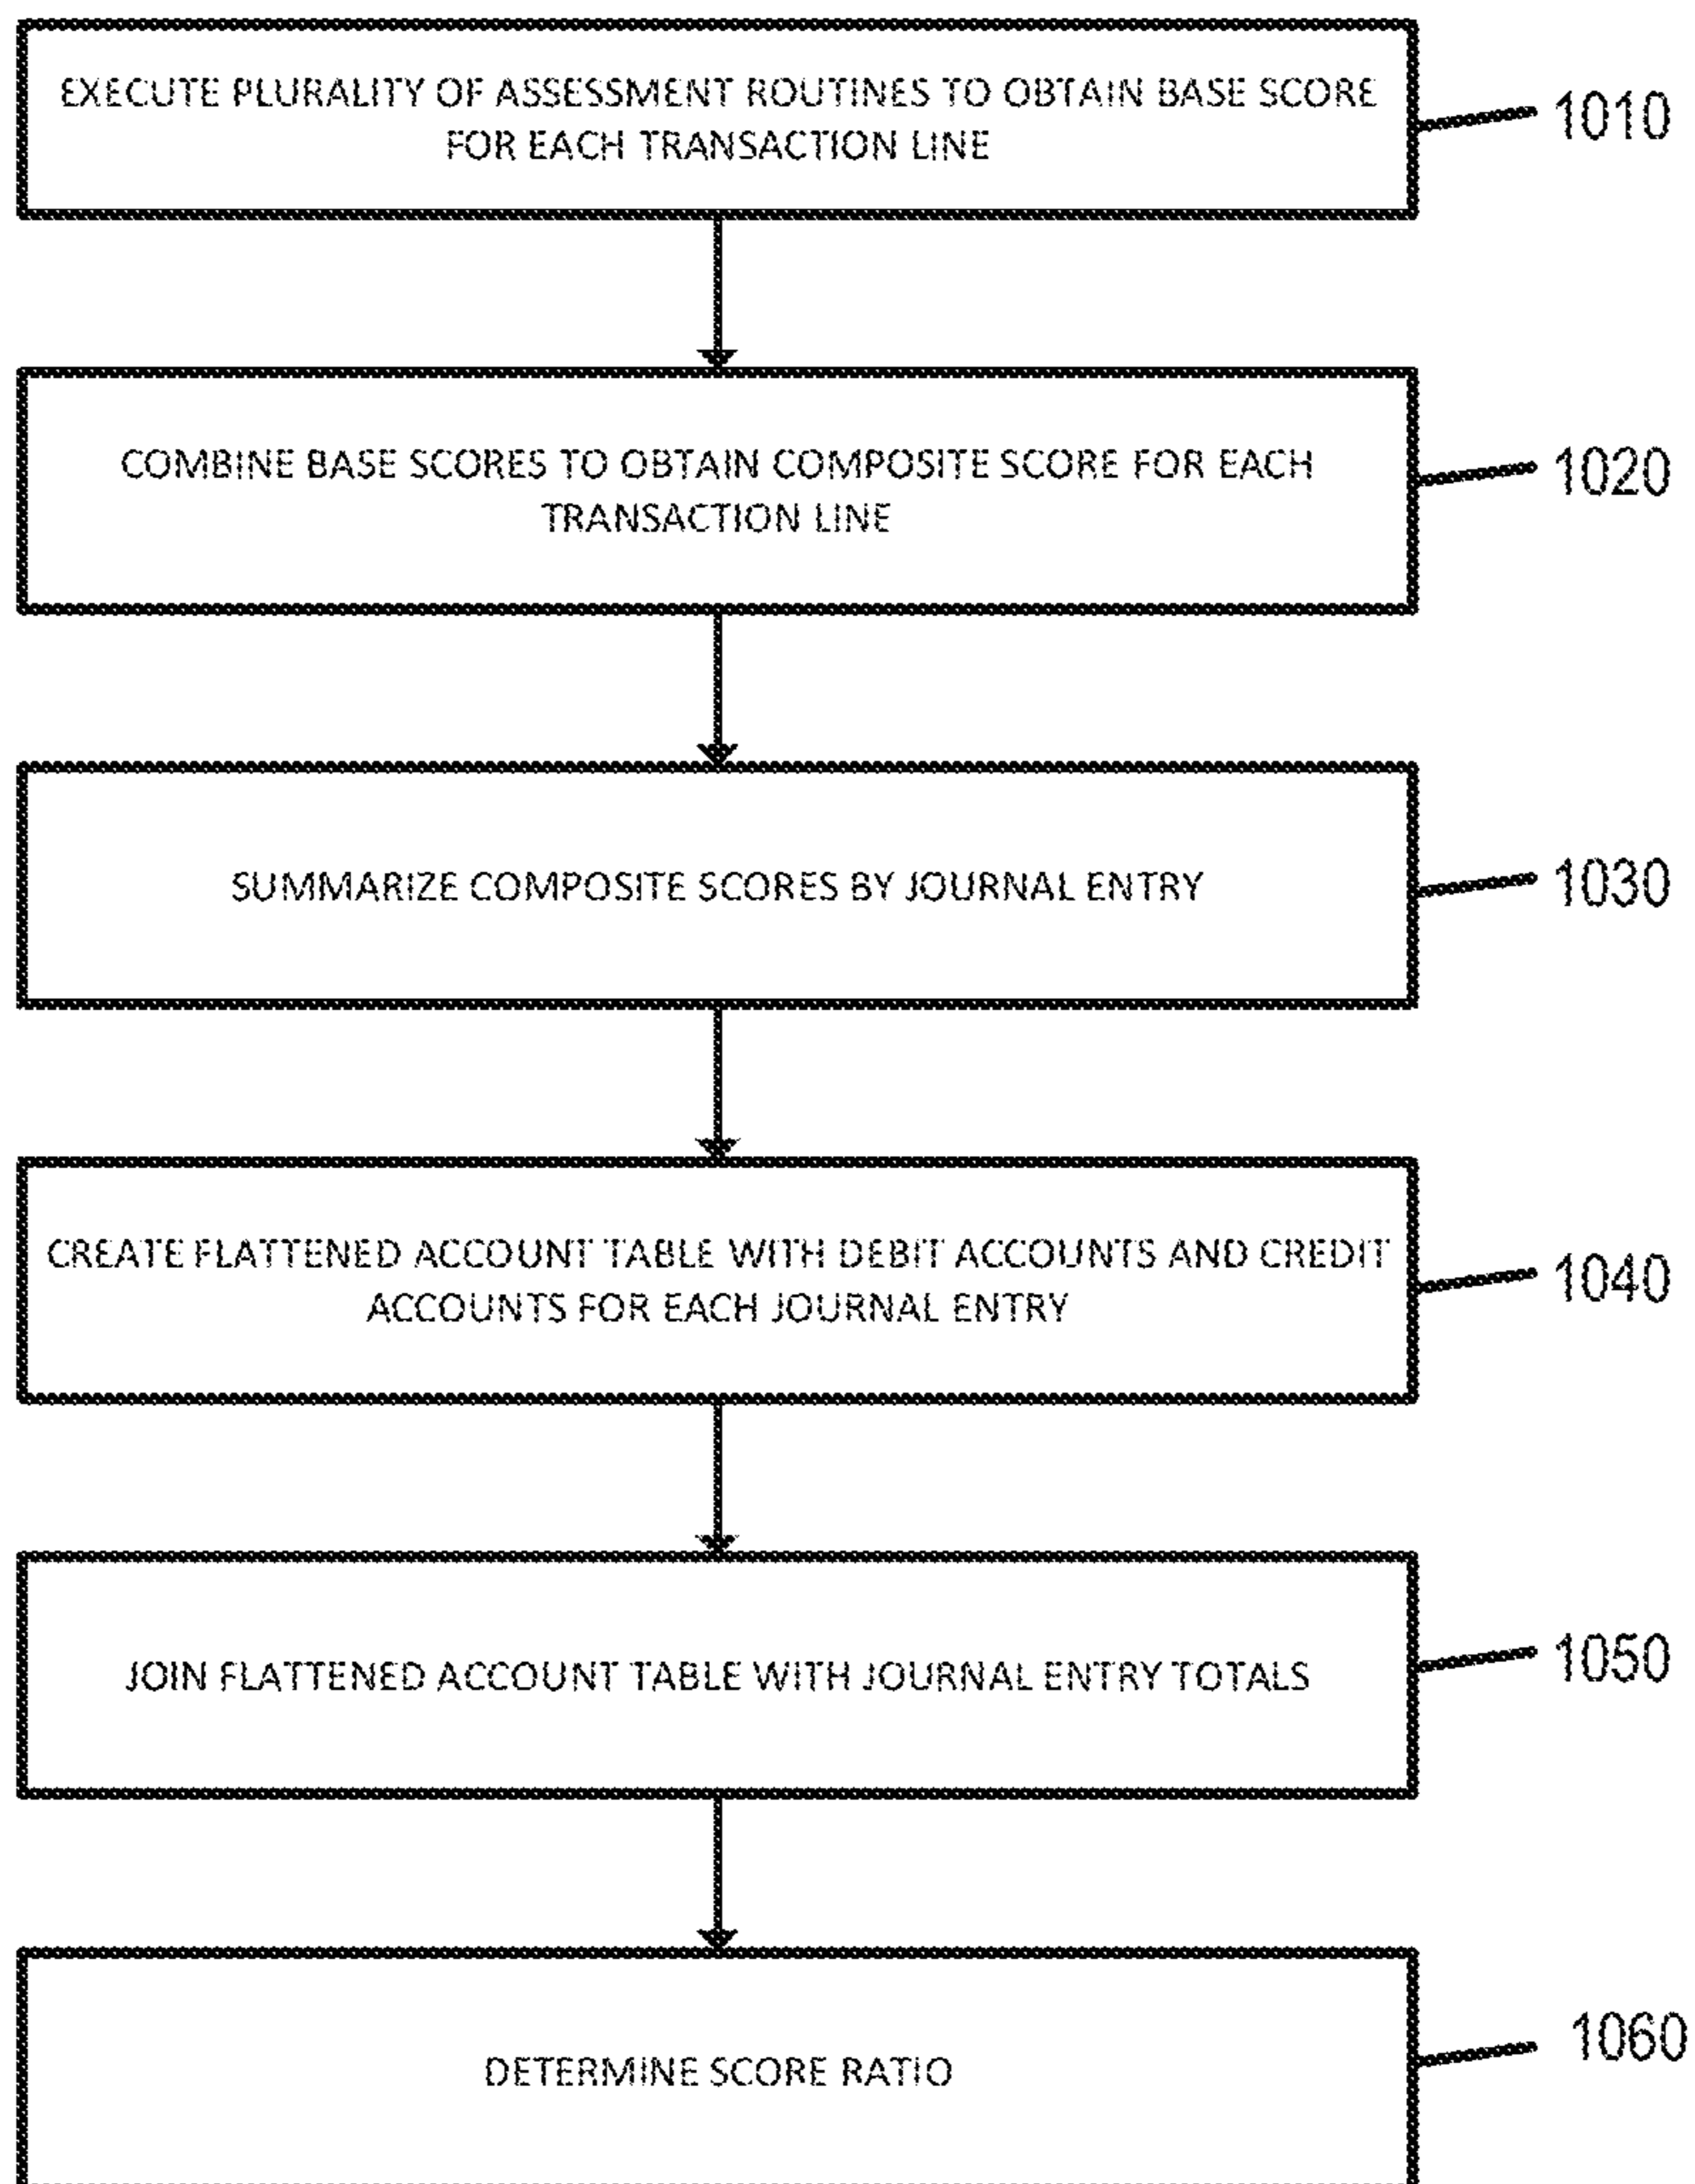 EXECUTE PLURALITY OF ASSESSMENT ROUTINES TO OBTAIN BASE SCORE
FOR EACH TRANSACTION LINE
1010
COMBINE BASE SCORES TO OBTAIN COMPOSITE SCORE FOR EACH
TRANSACTION LINE
1020
SUMMARIZE COMPOSITE SCORES BY JOURNAL ENTRY
1030
CREATE FLATTENED ACCOUNT TABLE WITH DEBIT ACCOUNTS AND CREDIT
ACCOUNTS FOR EACH JOURNAL ENTRY
1040
JOIN FLATTENED ACCOUNT TABLE WITH JOURNAL ENTRY TOTALS
1050
DETERMINE SCORE RATIO
1060